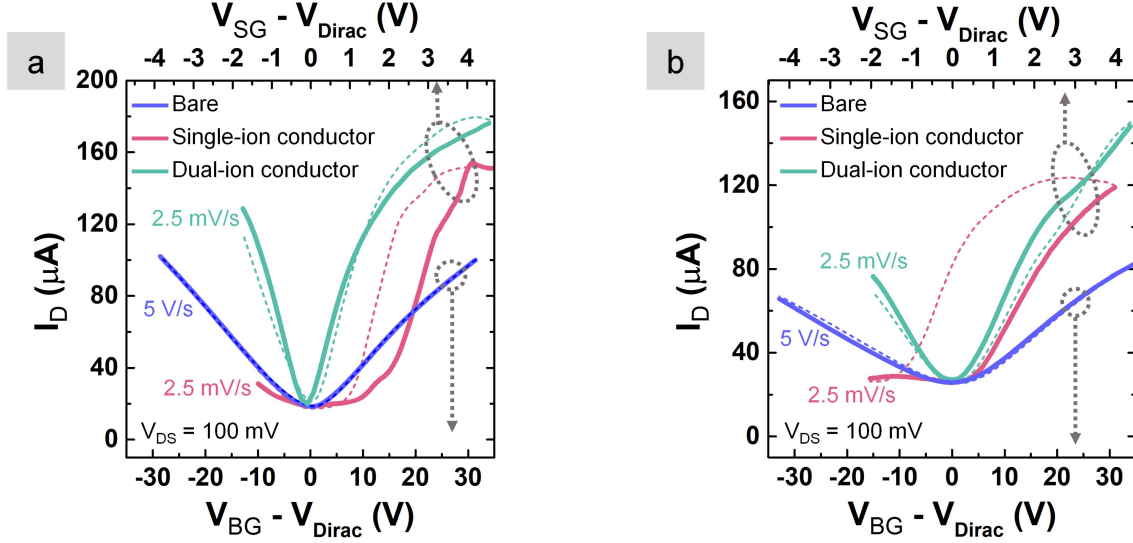 a
V_SG - V_Dirac (V)
-4 -3 -2 -1 0 1 2 3 4
200
160
120
80
40
0
I_D (μA)
Bare
Single-ion conductor
Dual-ion conductor
2.5 mV/s
5 V/s
2.5 mV/s
V_DS = 100 mV
-30 -20 -10 0 10 20 30
V_BG - V_Dirac (V)
b
V_SG - V_Dirac (V)
-4 -3 -2 -1 0 1 2 3 4
160
120
80
40
0
I_D (μA)
Bare
Single-ion conductor
Dual-ion conductor
2.5 mV/s
5 V/s
2.5 mV/s
V_DS = 100 mV
-30 -20 -10 0 10 20 30
V_BG - V_Dirac (V)